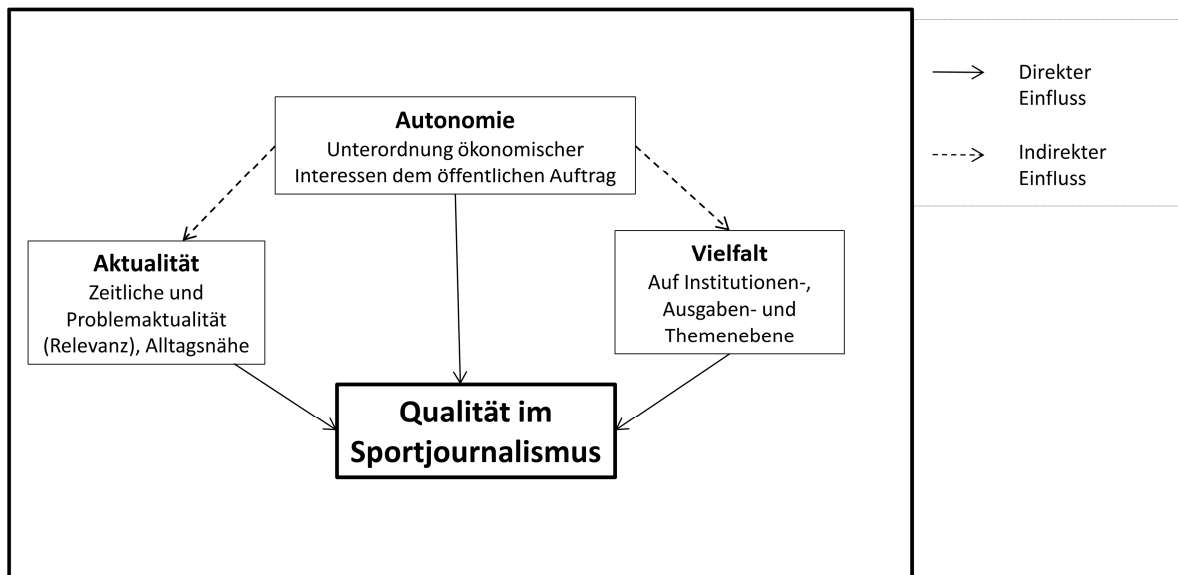 Autonomie
Unterordnung ökonomischer
Interessen dem öffentlichen Auftrag
Aktualität
Zeitliche und
Problemaktualität
(Relevanz), Alltagsnähe
Vielfalt
Auf Institutionen-,
Ausgaben- und
Themenebene
Qualität im
Sportjournalismus
Direkter
Einfluss
Indirekter
Einfluss